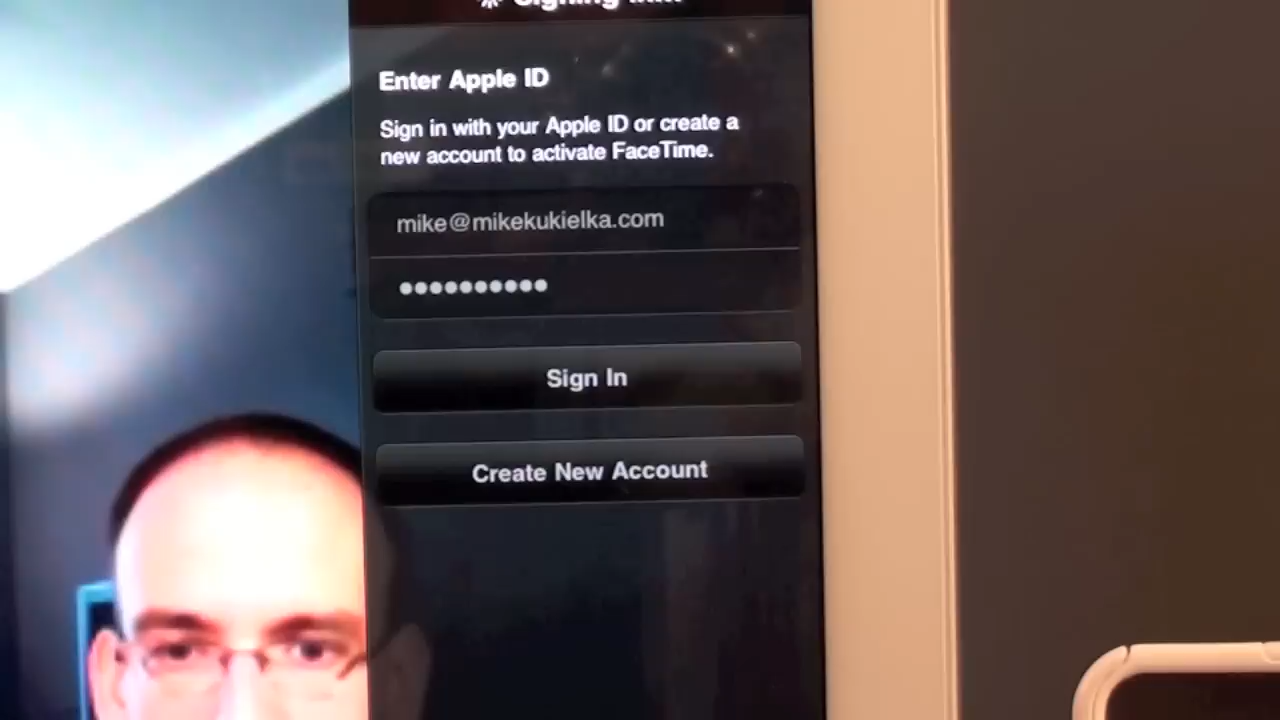 Enter Apple ID
Sign in with your Apple ID or create a
new account to activate FaceTime.
mike@mikekukielka.com
••••••••••
Sign In
Create New Account